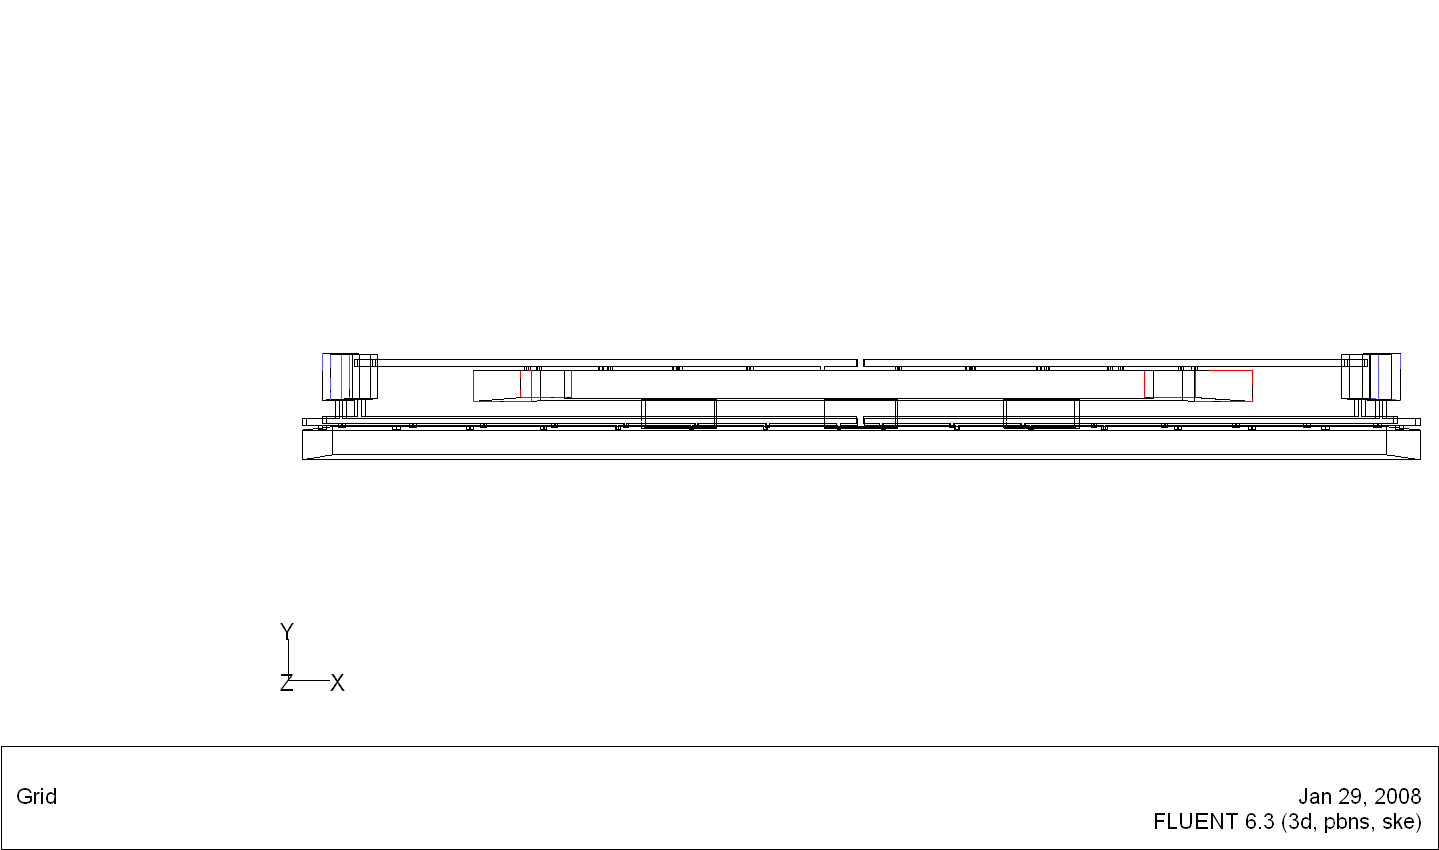 Y
Z X
Grid
Jan 29, 2008
FLUENT 6.3 (3d, pbns, ske)